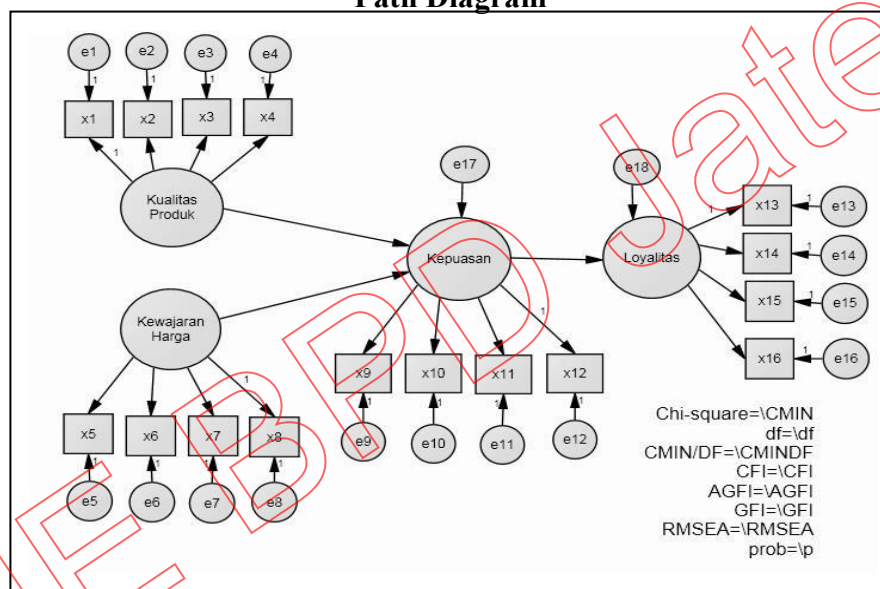 Path Diagram
e1 e2 e3 e4
1 1 1 1
x1 x2 x3 x4
1
Kualitas
Produk
e17
e18
Kepuasan
Loyalitas
1
x13 1 e13
x14 1 e14
x15 1 e15
x16 1 e16
Kewajaran
Harga
1
1
x5 x6 x7 x8
1 1 1 1
e5 e6 e7 e8
x9 x10 x11 x12
1 1 1 1
e9 e10 e11 e12
Chi-square=\CMIN
df=\df
CMIN/DF=\CMINDF
CFI=\CFI
AGFI=\AGFI
GFI=\GFI
RMSEA=\RMSEA
prob=\p
E BPD Jate